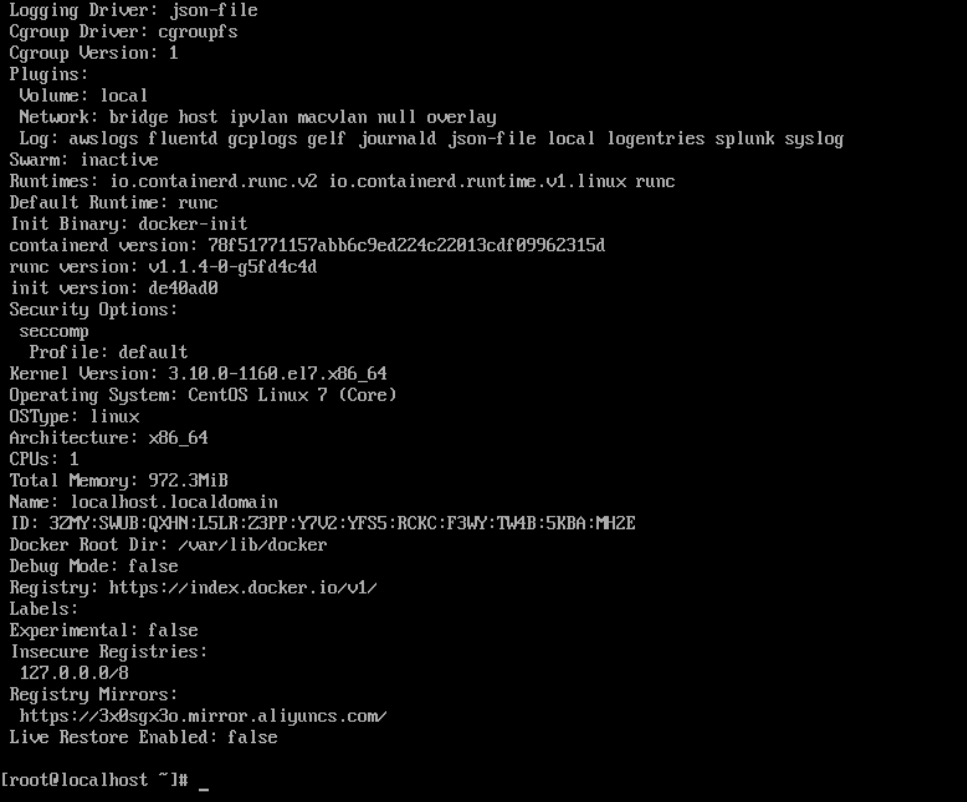 Logging Driver: json-file
Cgroup Driver: cgroupfs
Cgroup Version: 1
Plugins:
Volume: local
Network: bridge host ipvlan macvlan null overlay
Log: awslogs fluentd gcplogs gelf journald json-file local logentries splunk syslog
Swarm: inactive
Runtimes: io.containerd.runc.v2 io.containerd.runtime.v1.linux runc
Default Runtime: runc
Init Binary: docker-init
containerd version: 78f51771157abb6c9ed224c22013cdf09962315d
runc version: v1.1.4-0-g5fd4c4d
init version: de40ad0
Security Options:
seccomp
Profile: default
Kernel Version: 3.10.0-1160.el7.x86_64
Operating System: CentOS Linux 7 (Core)
OSType: linux
Architecture: x86_64
CPUs: 1
Total Memory: 972.3MiB
Name: localhost.localdomain
ID: 3ZMY:SWUB:QXHN:L5LR:Z3PP:Y7V2:YFS5:RCKC:F3WY:TW4B:5KBA:MH2E
Docker Root Dir: /var/lib/docker
Debug Mode: false
Registry: https://index.docker.io/v1/
Labels:
Experimental: false
Insecure Registries:
127.0.0.0/8
Registry Mirrors:
https://3x0sgx3o.mirror.aliyuncs.com/
Live Restore Enabled: false
[root@localhost ~]# _